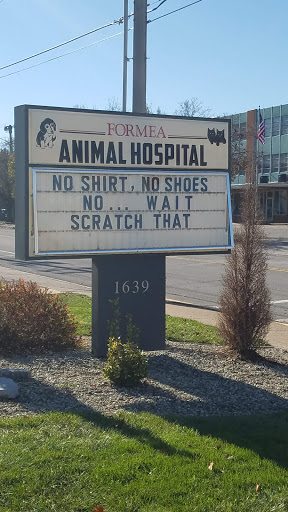 FORMEA
ANIMAL HOSPITAL
NO SHIRT, NO SHOES
NO... WAIT
SCRATCH THAT
1639